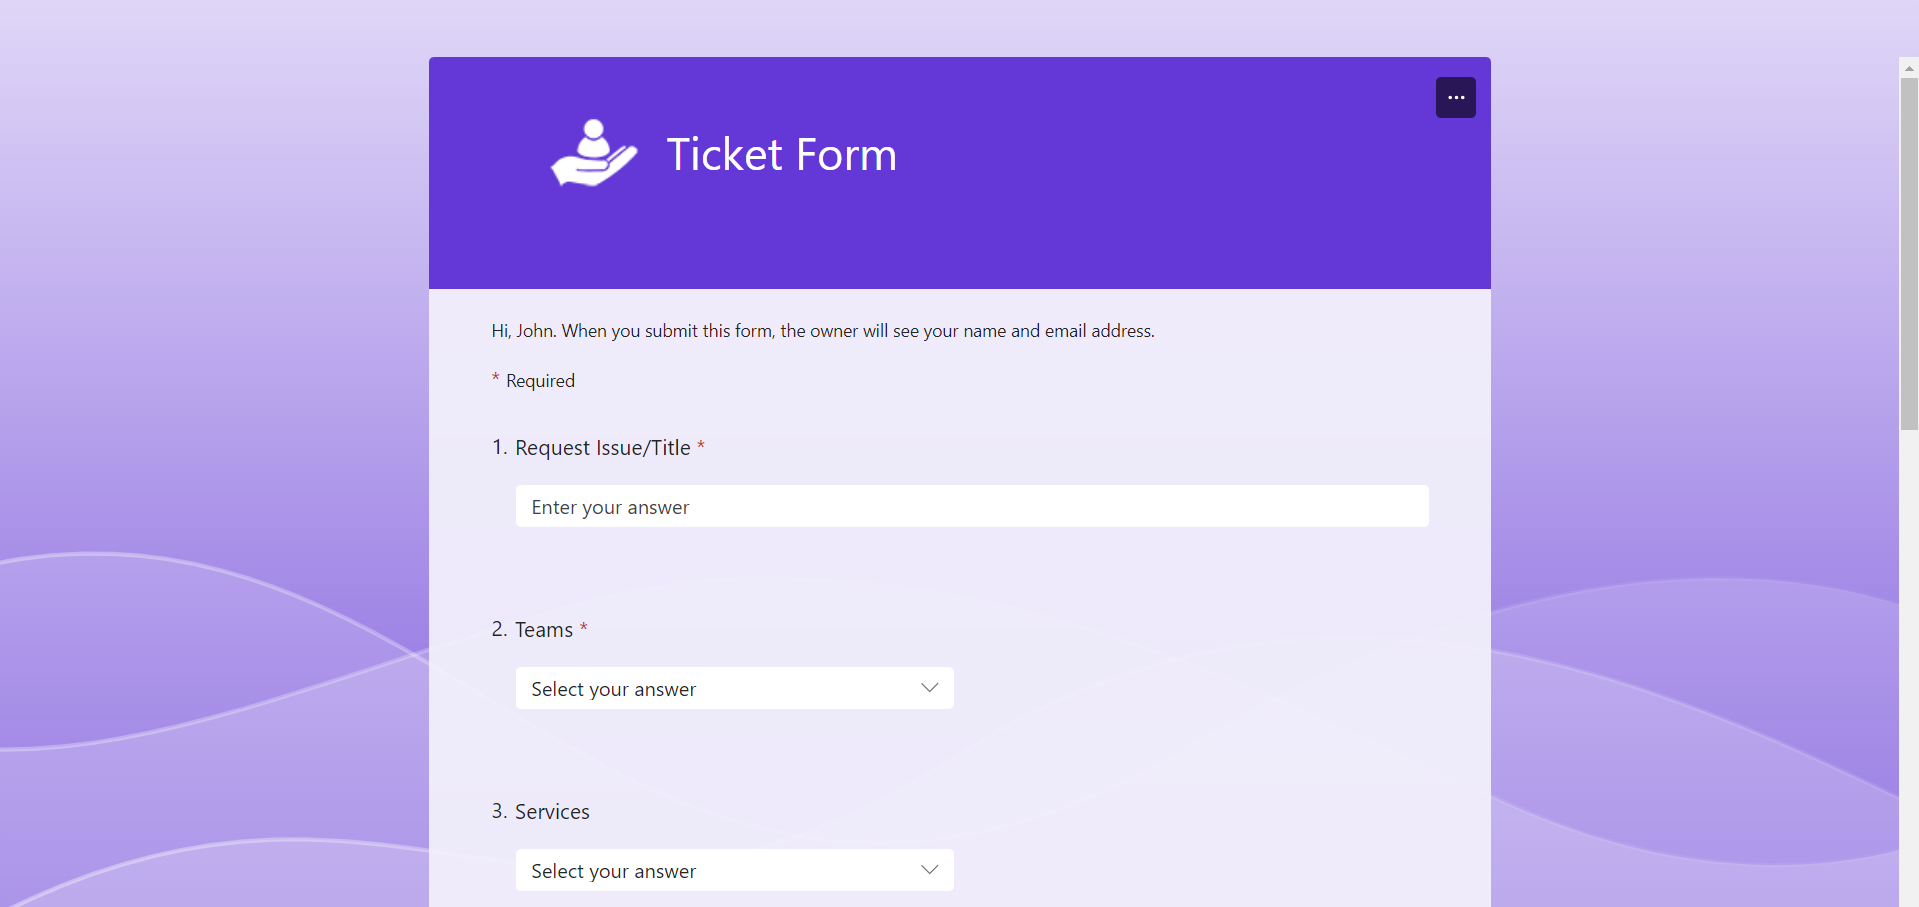 Ticket Form
Hi, John. When you submit this form, the owner will see your name and email address.
* Required
1. Request Issue/Title *
Enter your answer
2. Teams *
Select your answer
3. Services
Select your answer